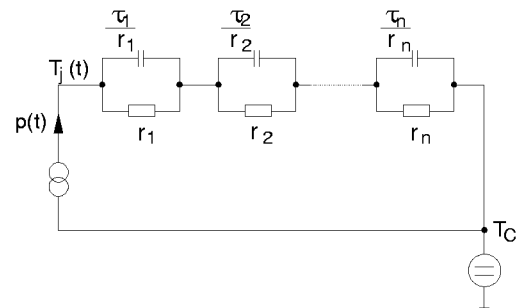 τ1 τ2 τn
r1 r2 rn
Tj (t)
p(t)
r1 r2 rn
TC